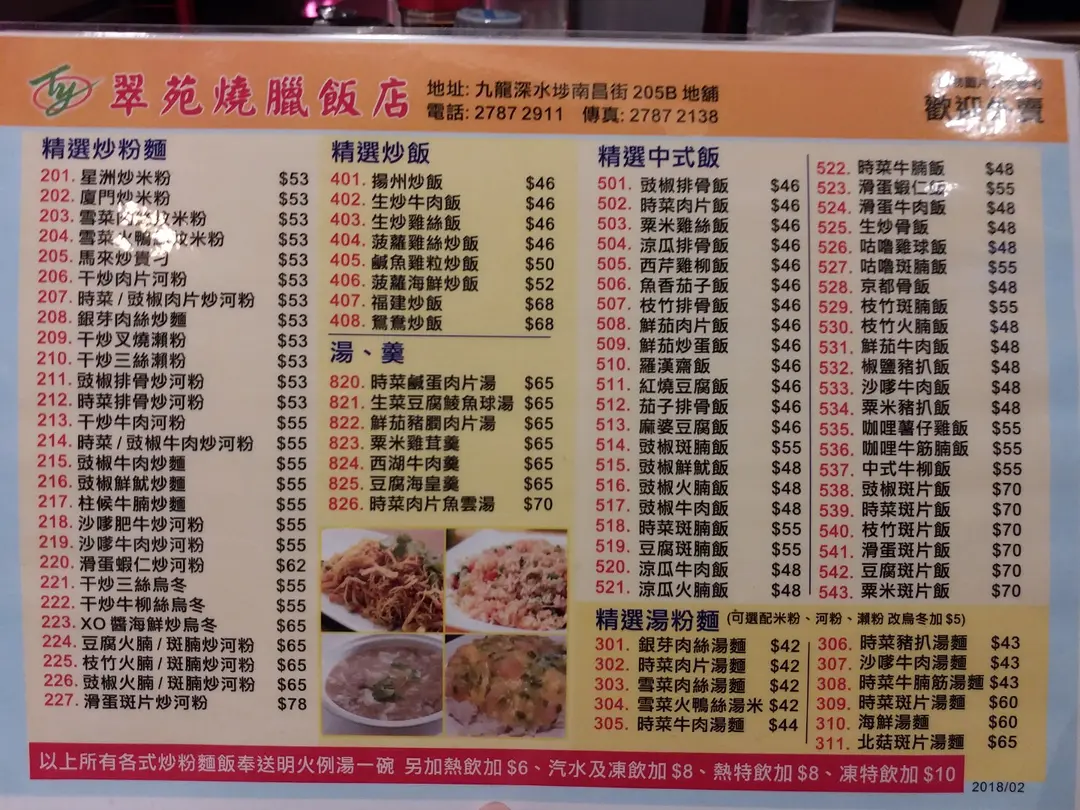 Ty 翠苑燒臘飯店
地址: 九龍深水埗南昌街 205B 地舖
電話: 2787 2911 傳真: 2787 2138
歡迎外賣
精選炒粉麵
201. 星洲炒米粉 $53
202. 廈門炒米粉 $53
203. 雪菜肉絲炆米粉 $53
204. 雪菜火鴨絲炆米粉 $53
205. 馬來炒貴刁 $53
206. 干炒肉片河粉 $53
207. 時菜 / 豉椒肉片炒河粉 $53
208. 銀芽肉絲炒麵 $53
209. 干炒叉燒瀨粉 $53
210. 干炒三絲瀨粉 $53
211. 豉椒排骨炒河粉 $53
212. 時菜排骨炒河粉 $53
213. 干炒牛肉河粉 $55
214. 時菜 / 豉椒牛肉炒河粉 $55
215. 豉椒牛肉炒麵 $55
216. 豉椒鮮魷炒麵 $55
217. 柱候牛腩炒麵 $55
218. 沙嗲肥牛炒河粉 $55
219. 沙嗲牛肉炒河粉 $55
220. 滑蛋蝦仁炒河粉 $62
221. 干炒三絲烏冬 $55
222. 干炒牛柳絲烏冬 $55
223. XO 醬海鮮炒烏冬 $65
224. 豆腐火腩 / 斑腩炒河粉 $65
225. 枝竹火腩 / 斑腩炒河粉 $65
226. 豉椒火腩 / 斑腩炒河粉 $65
227. 滑蛋斑片炒河粉 $78
精選炒飯
401. 揚州炒飯 $46
402. 生炒牛肉飯 $46
403. 生炒雞絲飯 $46
404. 菠蘿雞絲炒飯 $46
405. 鹹魚雞粒炒飯 $50
406. 菠蘿海鮮炒飯 $52
407. 福建炒飯 $68
408. 鴛鴦炒飯 $68
湯、羹
820. 時菜鹹蛋肉片湯 $65
821. 生菜豆腐鯪魚球湯 $65
822. 鮮茄豬膶肉片湯 $65
823. 粟米雞茸羹 $65
824. 西湖牛肉羹 $65
825. 豆腐海皇羹 $65
826. 時菜肉片魚雲湯 $70
精選中式飯
501. 豉椒排骨飯 $46
502. 時菜肉片飯 $46
503. 粟米雞絲飯 $46
504. 涼瓜排骨飯 $46
505. 西芹雞柳飯 $46
506. 魚香茄子飯 $46
507. 枝竹排骨飯 $46
508. 鮮茄肉片飯 $46
509. 鮮茄炒蛋飯 $46
510. 羅漢齋飯 $46
511. 紅燒豆腐飯 $46
512. 茄子排骨飯 $46
513. 麻婆豆腐飯 $46
514. 豉椒斑腩飯 $55
515. 豉椒鮮魷飯 $48
516. 豉椒火腩飯 $48
517. 豉椒牛肉飯 $48
518. 時菜斑腩飯 $55
519. 豆腐斑腩飯 $55
520. 涼瓜牛肉飯 $48
521. 涼瓜火腩飯 $48
522. 時菜牛腩飯 $48
523. 滑蛋蝦仁飯 $55
524. 滑蛋牛肉飯 $48
525. 生炒骨飯 $48
526. 咕嚕雞球飯 $48
527. 咕嚕斑腩飯 $55
528. 京都骨飯 $48
529. 枝竹斑腩飯 $55
530. 枝竹火腩飯 $48
531. 鮮茄牛肉飯 $48
532. 椒鹽豬扒飯 $48
533. 沙嗲牛肉飯 $48
534. 粟米豬扒飯 $48
535. 咖哩薯仔雞飯 $55
536. 咖哩牛筋腩飯 $55
537. 中式牛柳飯 $55
538. 豉椒斑片飯 $70
539. 時菜斑片飯 $70
540. 枝竹斑片飯 $70
541. 滑蛋斑片飯 $70
542. 豆腐斑片飯 $70
543. 粟米斑片飯 $70
精選湯粉麵 (可選配米粉、河粉、瀨粉 改烏冬加 $5)
301. 銀芽肉絲湯麵 $42
302. 時菜肉片湯麵 $42
303. 雪菜肉絲湯麵 $42
304. 雪菜火鴨絲湯米 $42
305. 時菜牛肉湯麵 $44
306. 時菜豬扒湯麵 $43
307. 沙嗲牛肉湯麵 $43
308. 時菜牛腩筋湯麵 $43
309. 時菜斑片湯麵 $60
310. 海鮮湯麵 $60
311. 北菇斑片湯麵 $65
以上所有各式炒粉麵飯奉送明火例湯一碗 另加熱飲加 $6、汽水及凍飲加 $8、熱特飲加 $8、凍特飲加 $10
2018/02